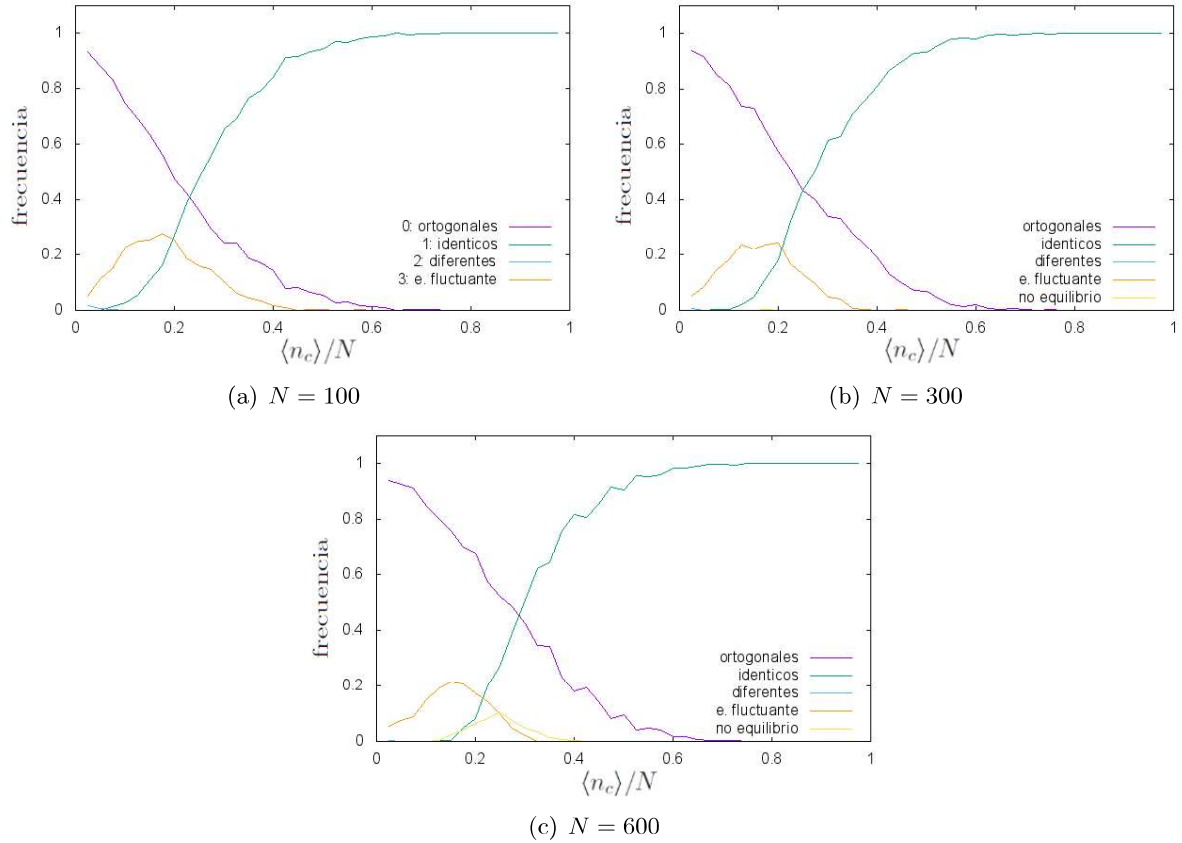 frecuencia
1
0.8
0.6
0.4
0.2
0
0: ortogonales
1: identicos
2: diferentes
3: e. fluctuante
0 0.2 0.4 0.6 0.8 1
⟨n_c⟩/N
(a) N = 100
frecuencia
1
0.8
0.6
0.4
0.2
0
ortogonales
identicos
diferentes
e. fluctuante
no equilibrio
0 0.2 0.4 0.6 0.8 1
⟨n_c⟩/N
(b) N = 300
frecuencia
1
0.8
0.6
0.4
0.2
0
ortogonales
identicos
diferentes
e. fluctuante
no equilibrio
0 0.2 0.4 0.6 0.8 1
⟨n_c⟩/N
(c) N = 600